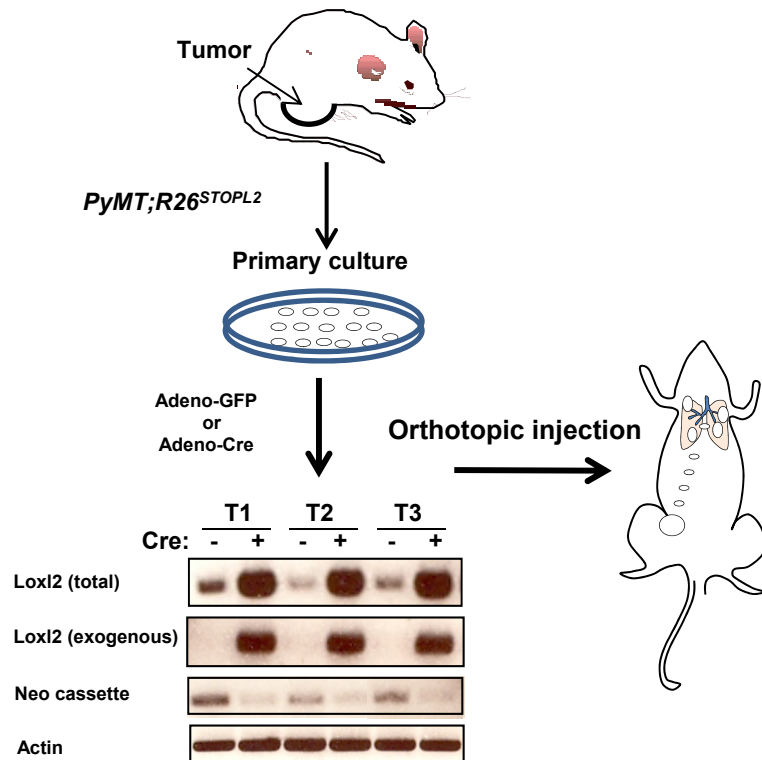 Tumor
PyMT;R26STOPL2
Primary culture
Adeno-GFP
or
Adeno-Cre
Orthotopic injection
T1 T2 T3
Cre: - + - + - +
Loxl2 (total)
Loxl2 (exogenous)
Neo cassette
Actin